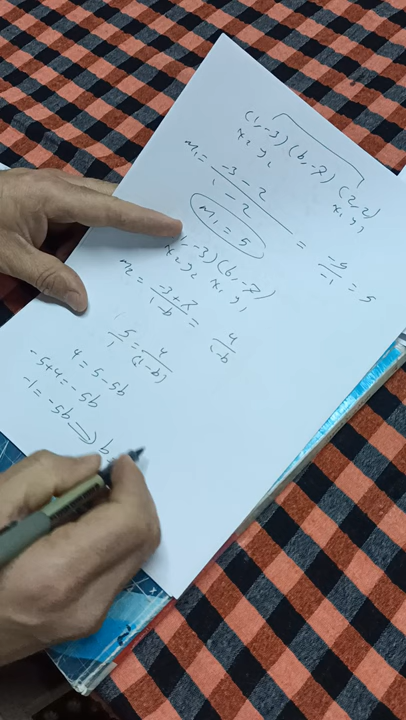 (1, -3) (b, -7) (2, 2)
x₂ y₂ x₁ y₁
m₁ = (-3 - 2)/(1 - 2) = -5/-1 = 5
m₁ = 5
(1, -3) (b, -7)
x₂ y₂ x₁ y₁
m₂ = (-3 + 7)/(1 - b) = 4/(1-b)
5/1 = 4/(1-b)
4 = 5 - 5b
-5 + 4 = -5b
-1 = -5b ⇒ b